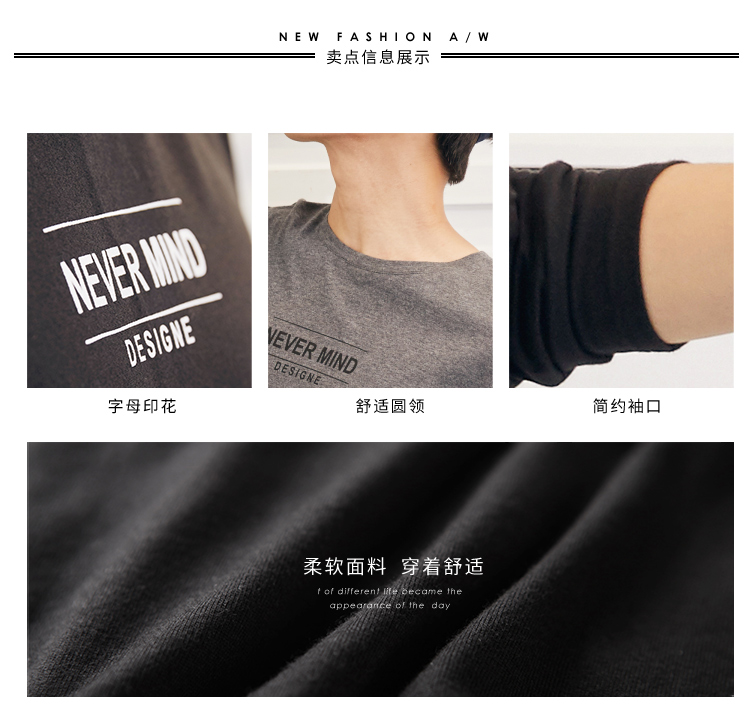 NEW FASHION A/W
卖点信息展示
NEVER MIND
DESIGNE
NEVER MIND
DESIGNE
字母印花
舒适圆领
简约袖口
柔软面料 穿着舒适
t of different life became the
appearance of the day